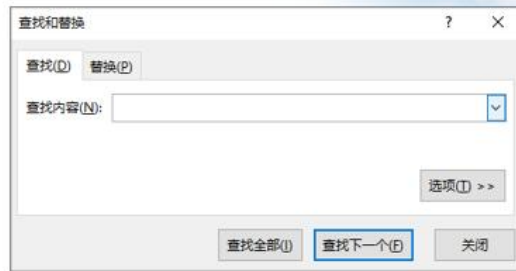 查找和替换 ? ×
查找(D) 替换(P)
查找内容(N):
选项(T) >>
查找全部(I) 查找下一个(F) 关闭